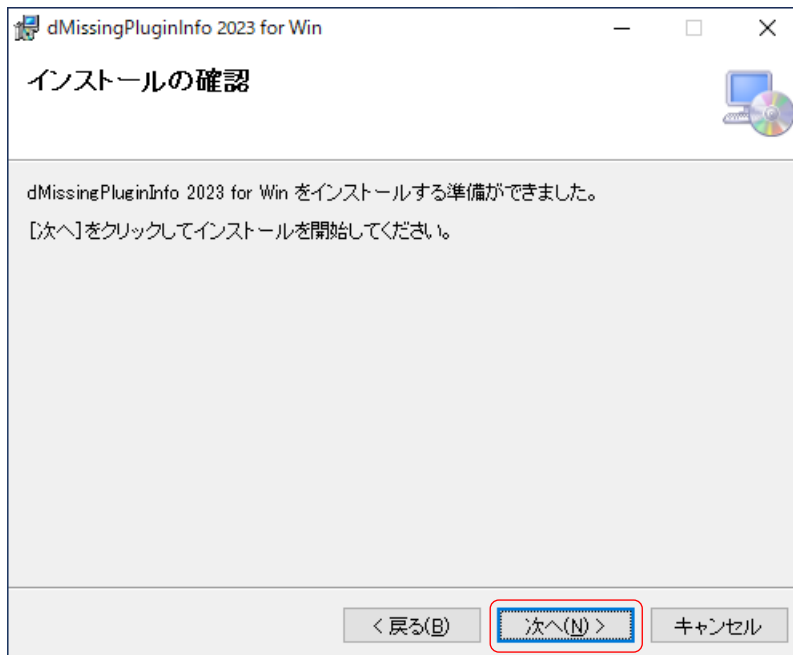 dMissingPluginInfo 2023 for Win
インストールの確認
dMissingPluginInfo 2023 for Win をインストールする準備ができました。
[次へ]をクリックしてインストールを開始してください。
< 戻る(B)
次へ(N) >
キャンセル